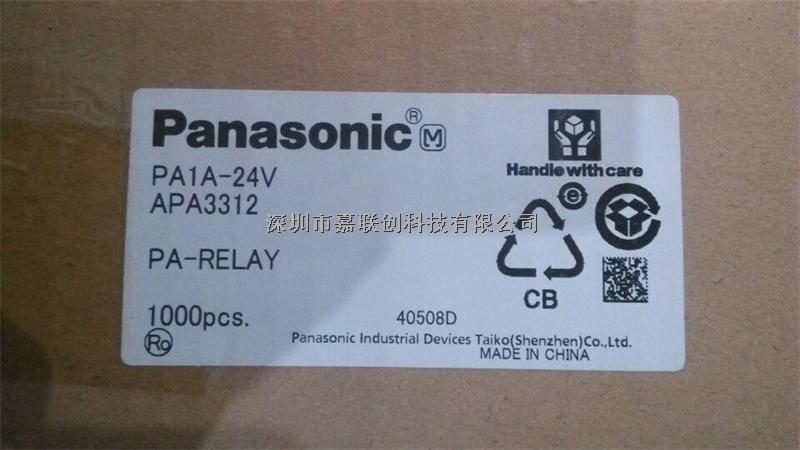 Panasonic® M
Handle with care
PA1A-24V
APA3312
e
深圳市嘉联创科技有限公司
PA-RELAY
CB
1000pcs.
40508D
Ro
Panasonic Industrial Devices Taiko(Shenzhen)Co.,Ltd.
MADE IN CHINA